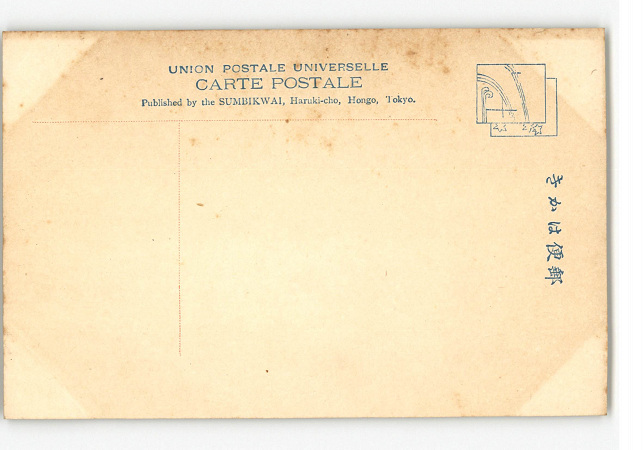 UNION POSTALE UNIVERSELLE
CARTE POSTALE
Published by the SUMBIKWAI, Haruki-cho, Hongo, Tokyo.
郵便はかき